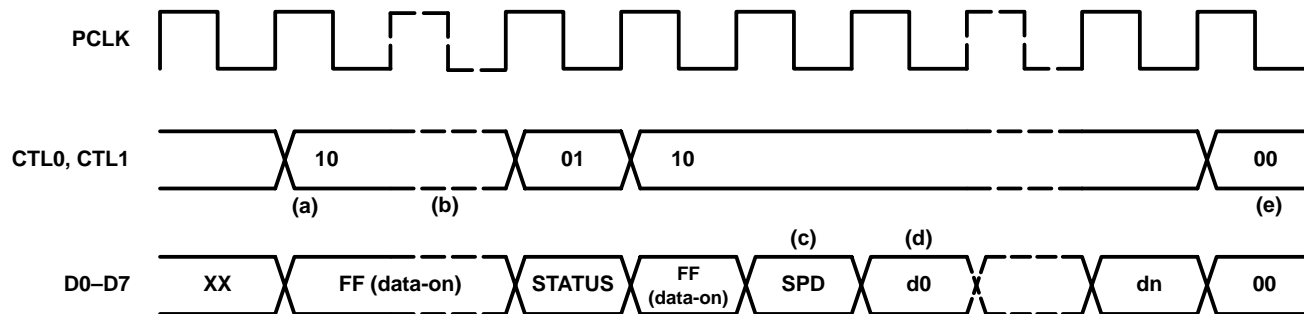 PCLK
CTL0, CTL1
10
01
10
00
(a)
(b)
(e)
(c)
(d)
D0–D7
XX
FF (data-on)
STATUS
FF
(data-on)
SPD
d0
dn
00